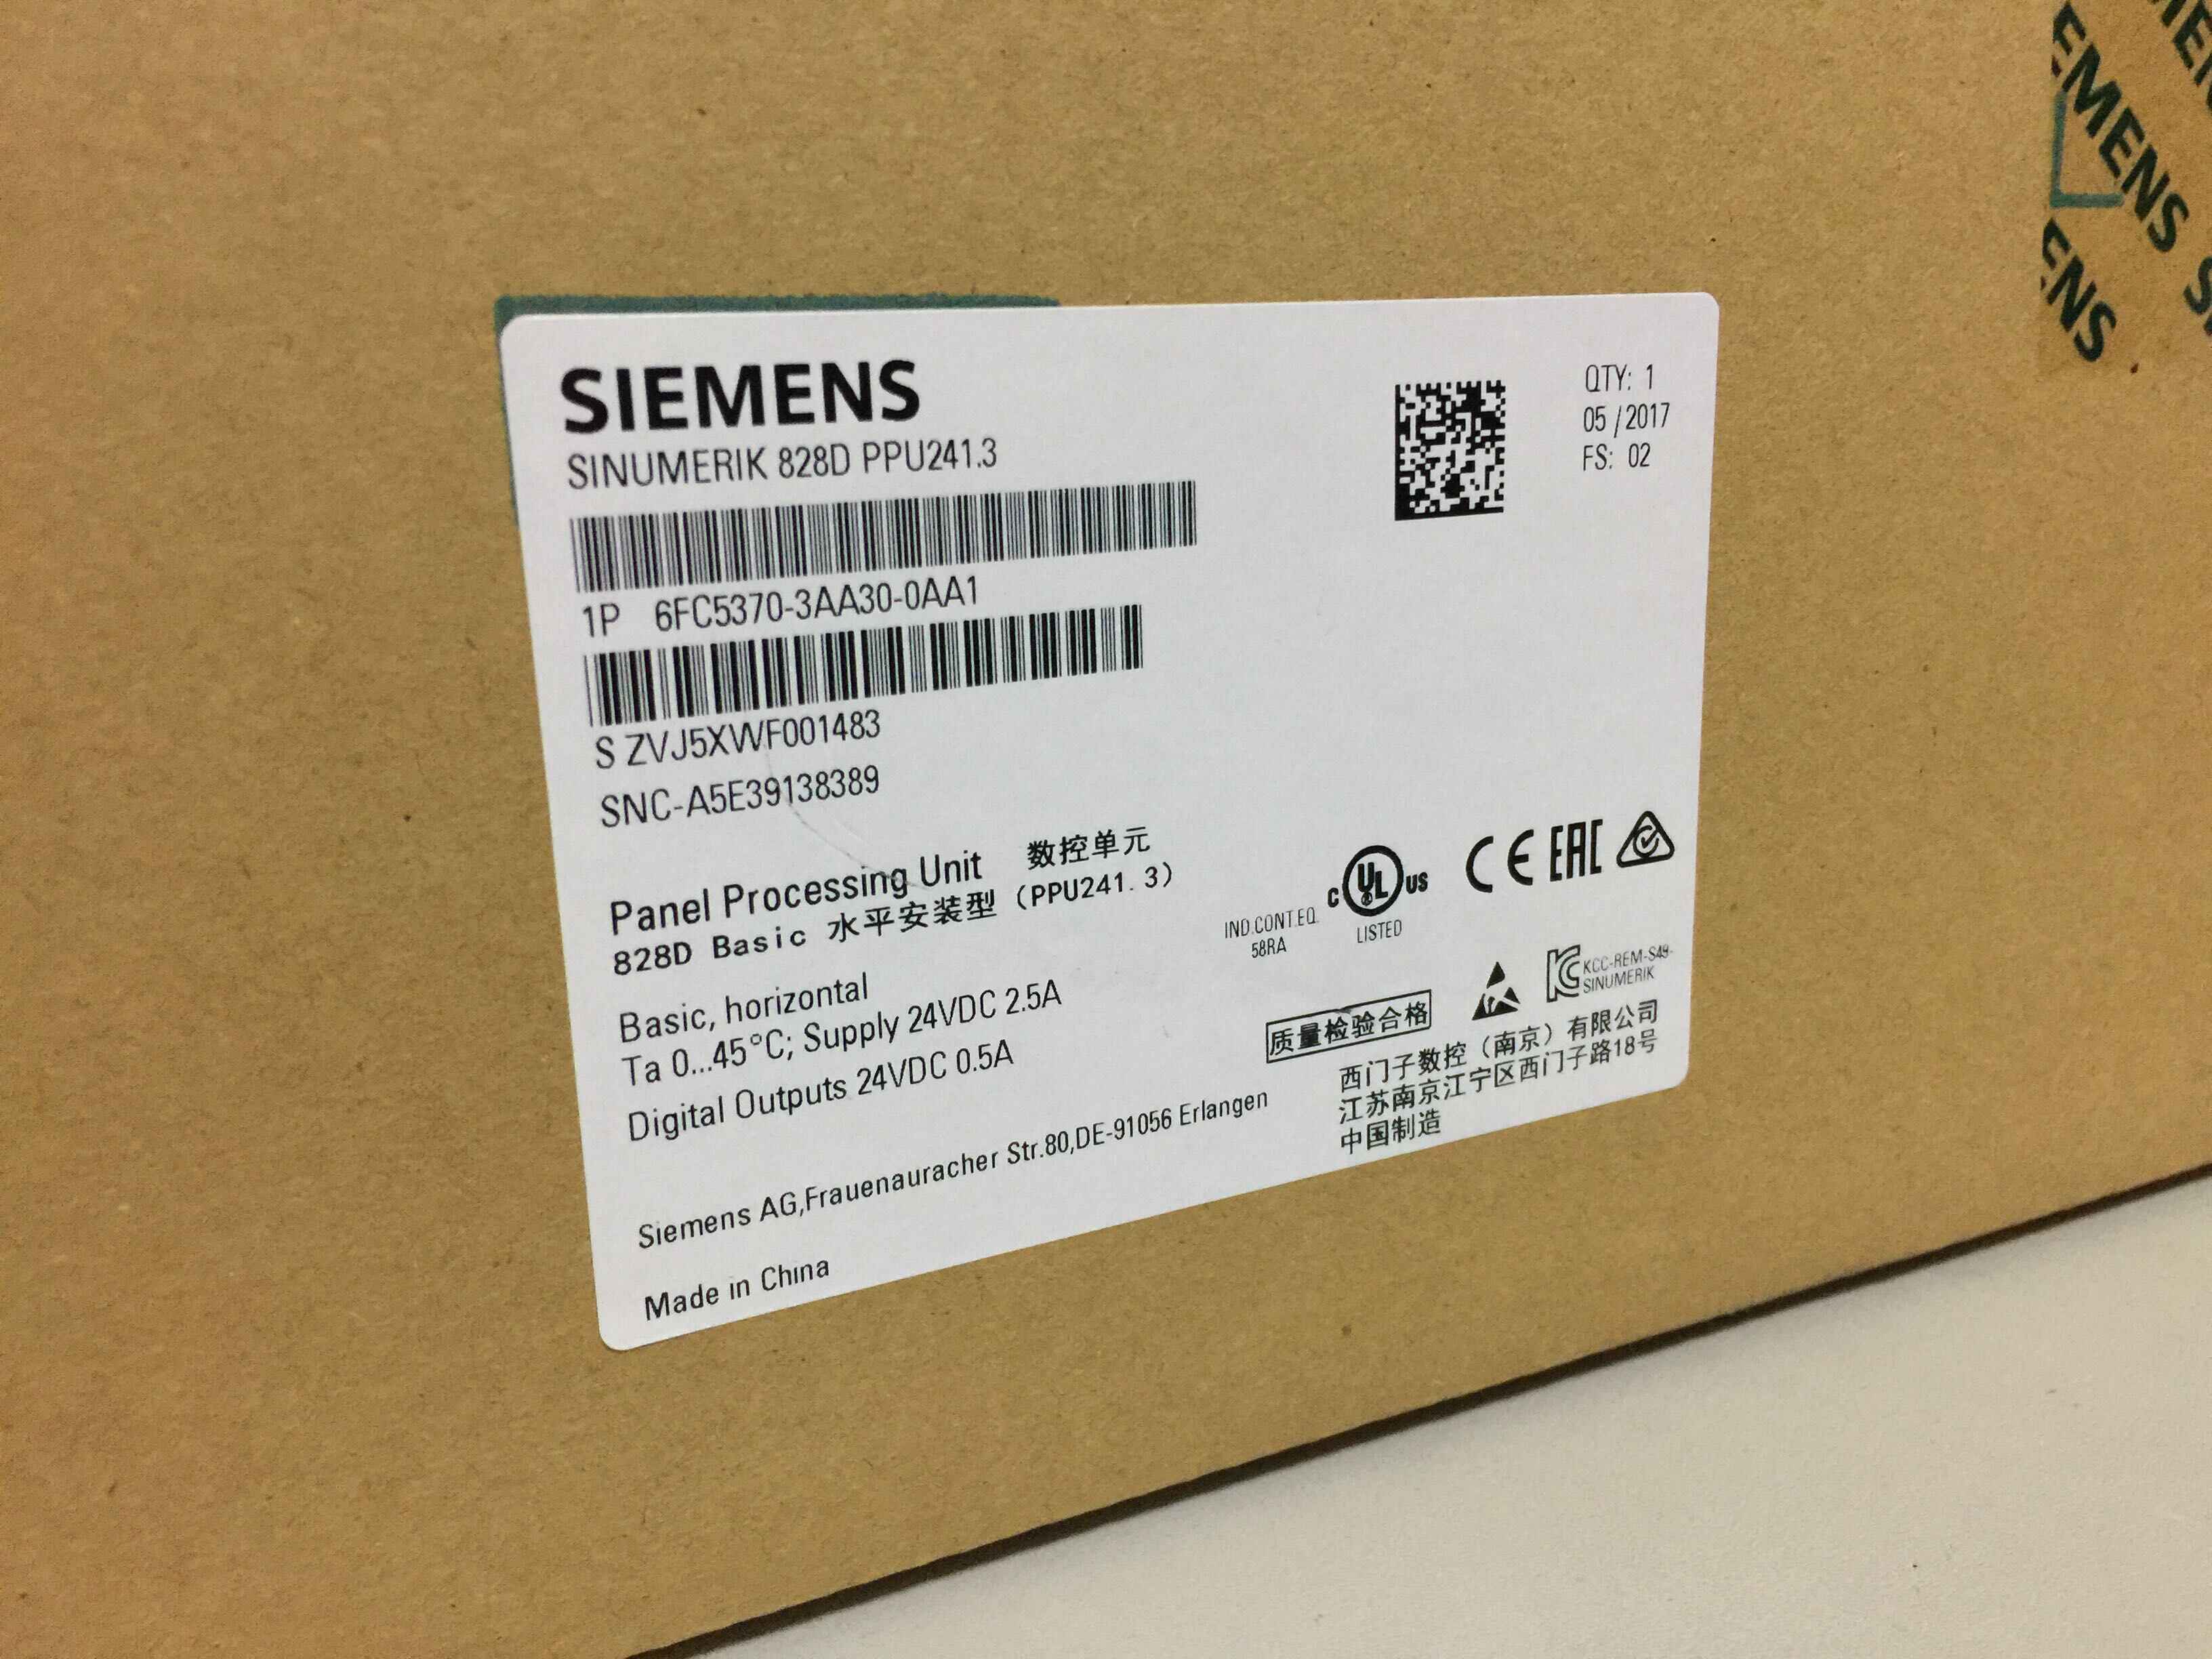 SIEMENS
SINUMERIK 828D PPU241.3
QTY: 1
05 / 2017
FS: 02
1P 6FC5370-3AA30-0AA1
S ZVJ5XWF001483
SNC-A5E39138389
Panel Processing Unit 数控单元
828D Basic 水平安装型（PPU241.3）
Basic, horizontal
Ta 0...45°C; Supply 24VDC 2.5A
Digital Outputs 24VDC 0.5A
IND.CONT.EQ.
58RA
C UL US
LISTED
CE EAC
KCC-REM-S49-
SINUMERIK
质量检验合格
西门子数控（南京）有限公司
江苏南京江宁区西门子路18号
中国制造
Siemens AG,Frauenauracher Str.80,DE-91056 Erlangen
Made in China
SIEMENS